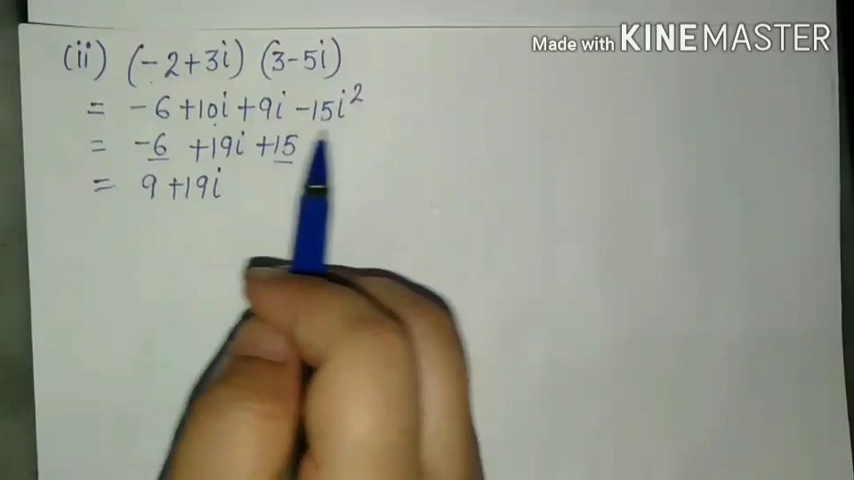 Made with KINEMASTER
(ii) (-2+3i) (3-5i)
= -6 +10i +9i -15i²
= -6 +19i +15
= 9 +19i